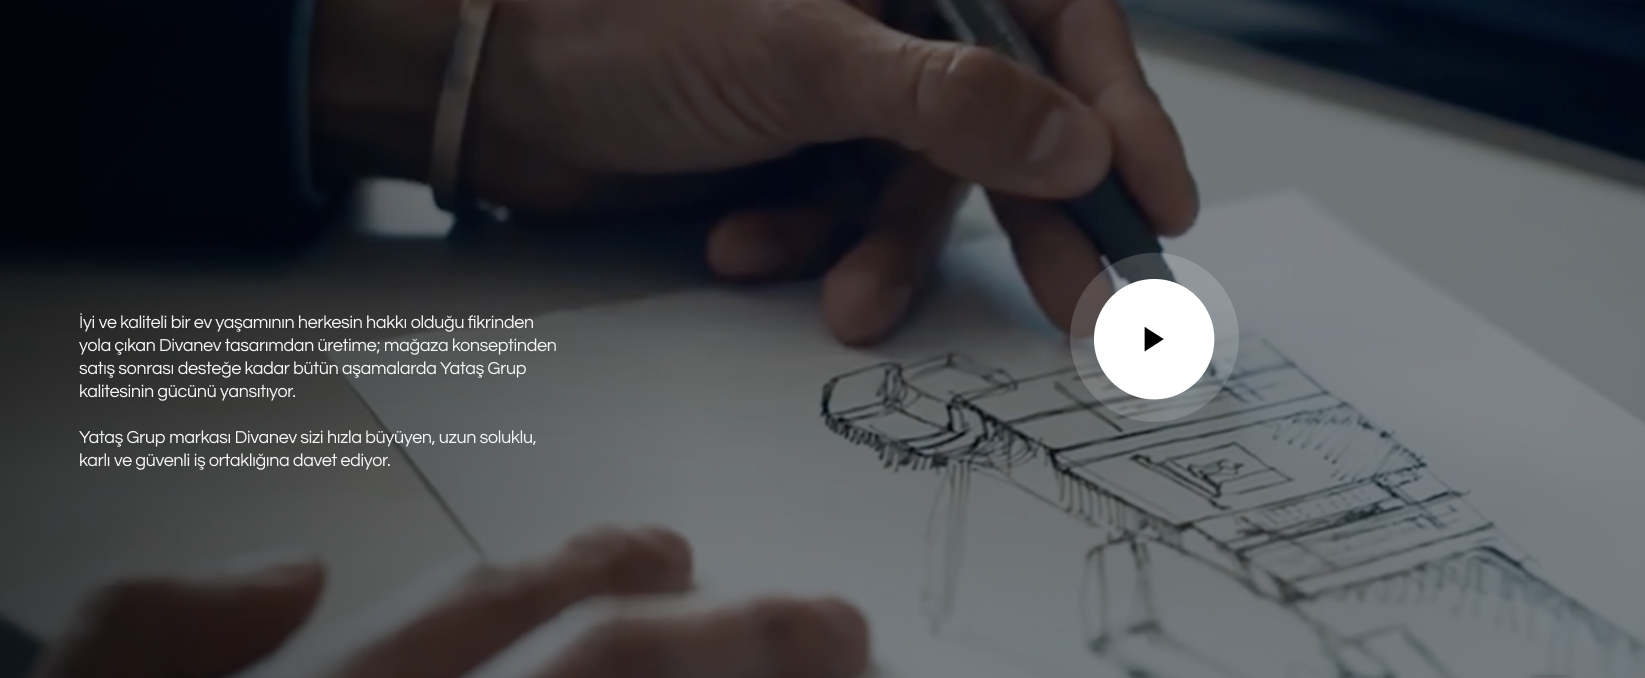 İyi ve kaliteli bir ev yaşamının herkesin hakkı olduğu fikrinden
yola çıkan Divanev tasarımdan üretime; mağaza konseptinden
satış sonrası desteğe kadar bütün aşamalarda Yataş Grup
kalitesinin gücünü yansıtıyor.
Yataş Grup markası Divanev sizi hızla büyüyen, uzun soluklu,
karlı ve güvenli iş ortaklığına davet ediyor.